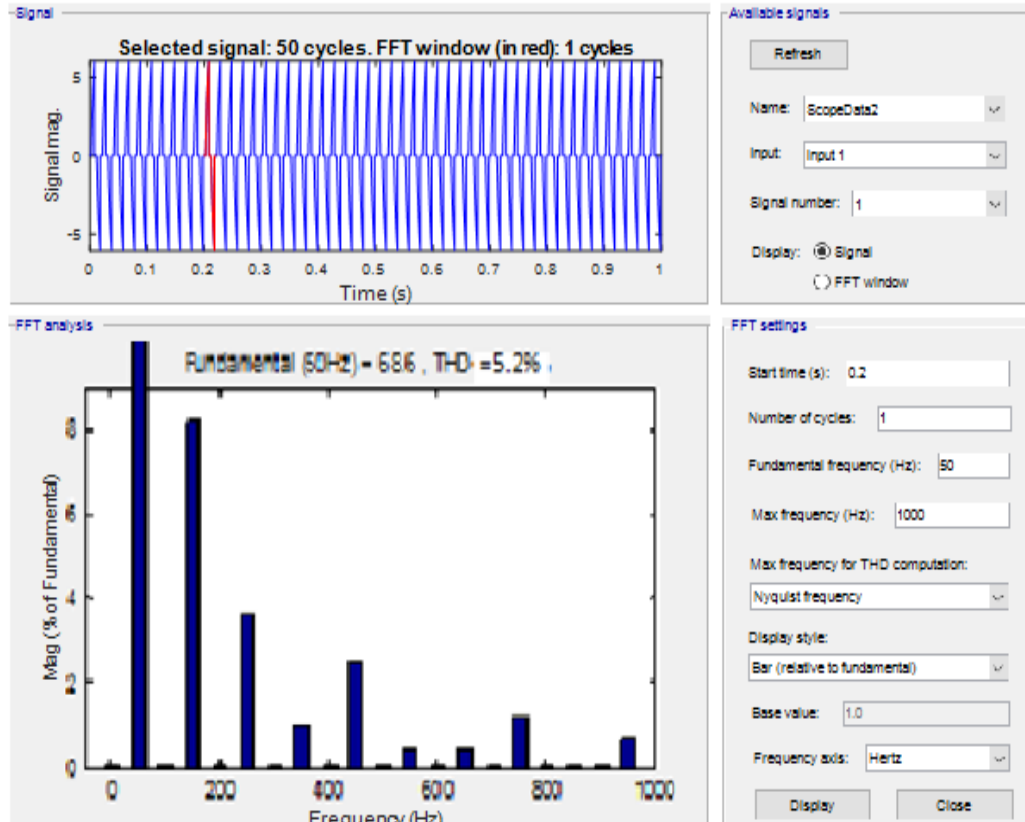 Signal
Selected signal: 50 cycles. FFT window (in red): 1 cycles
5
0
-5
Signal mag.
0 0.1 0.2 0.3 0.4 0.5 0.6 0.7 0.8 0.9 1
Time (s)
Available signals
Refresh
Name: ScopeData2
Input: Input 1
Signal number: 1
Display: Signal
FFT window
FFT analysis
Fundamental (50Hz) = 68.6 , THD =5.2% .
8
6
4
2
0
Mag (% of Fundamental)
0 200 400 600 800 1000
Frequency (Hz)
FFT settings
Start time (s): 0.2
Number of cycles: 1
Fundamental frequency (Hz): 50
Max frequency (Hz): 1000
Max frequency for THD computation:
Nyquist frequency
Display style:
Bar (relative to fundamental)
Base value: 1.0
Frequency axis: Hertz
Display Close